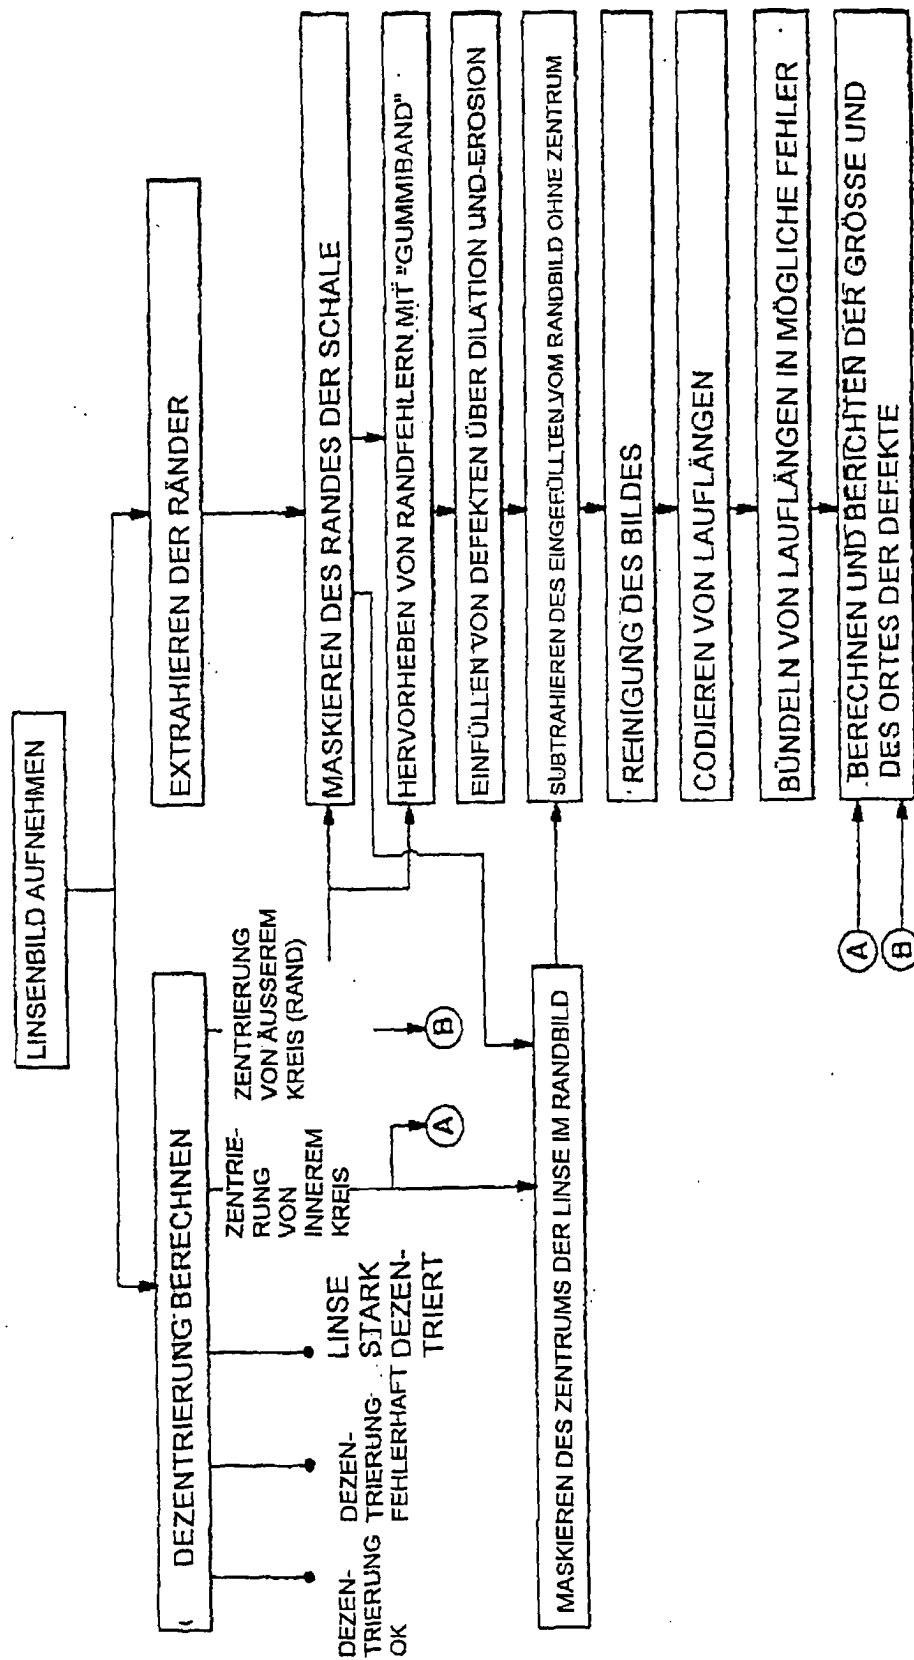 LINSENBILD AUFNEHMEN
DEZENTRIERUNG BERECHNEN
EXTRAHIEREN DER RÄNDER
DEZEN-
TRIERUNG
OK
DEZEN-
TRIERUNG
FEHLERHAFT
LINSE
STARK
DEZEN-
TRIERT
ZENTRIE-
RUNG
VON
INNEREM
KREIS
ZENTRIERUNG
VON ÄUSSEREM
KREIS (RAND)
A
B
MASKIEREN DES RANDES DER SCHALE
HERVORHEBEN VON RANDFEHLERN MIT "GUMMIBAND"
EINFÜLLEN VON DEFEKTEN ÜBER DILATION UND-EROSION
MASKIEREN DES ZENTRUMS DER LINSE IM RANDBILD
SUBTRAHIEREN DES EINGEFÜLLTEN VOM RANDBILD OHNE ZENTRUM
REINIGUNG DES BILDES
CODIEREN VON LAUFLÄNGEN
BÜNDELN VON LAUFLÄNGEN IN MÖGLICHE FEHLER
A
B
BERECHNEN UND BERICHTEN DER GRÖSSE UND
DES ORTES DER DEFEKTE